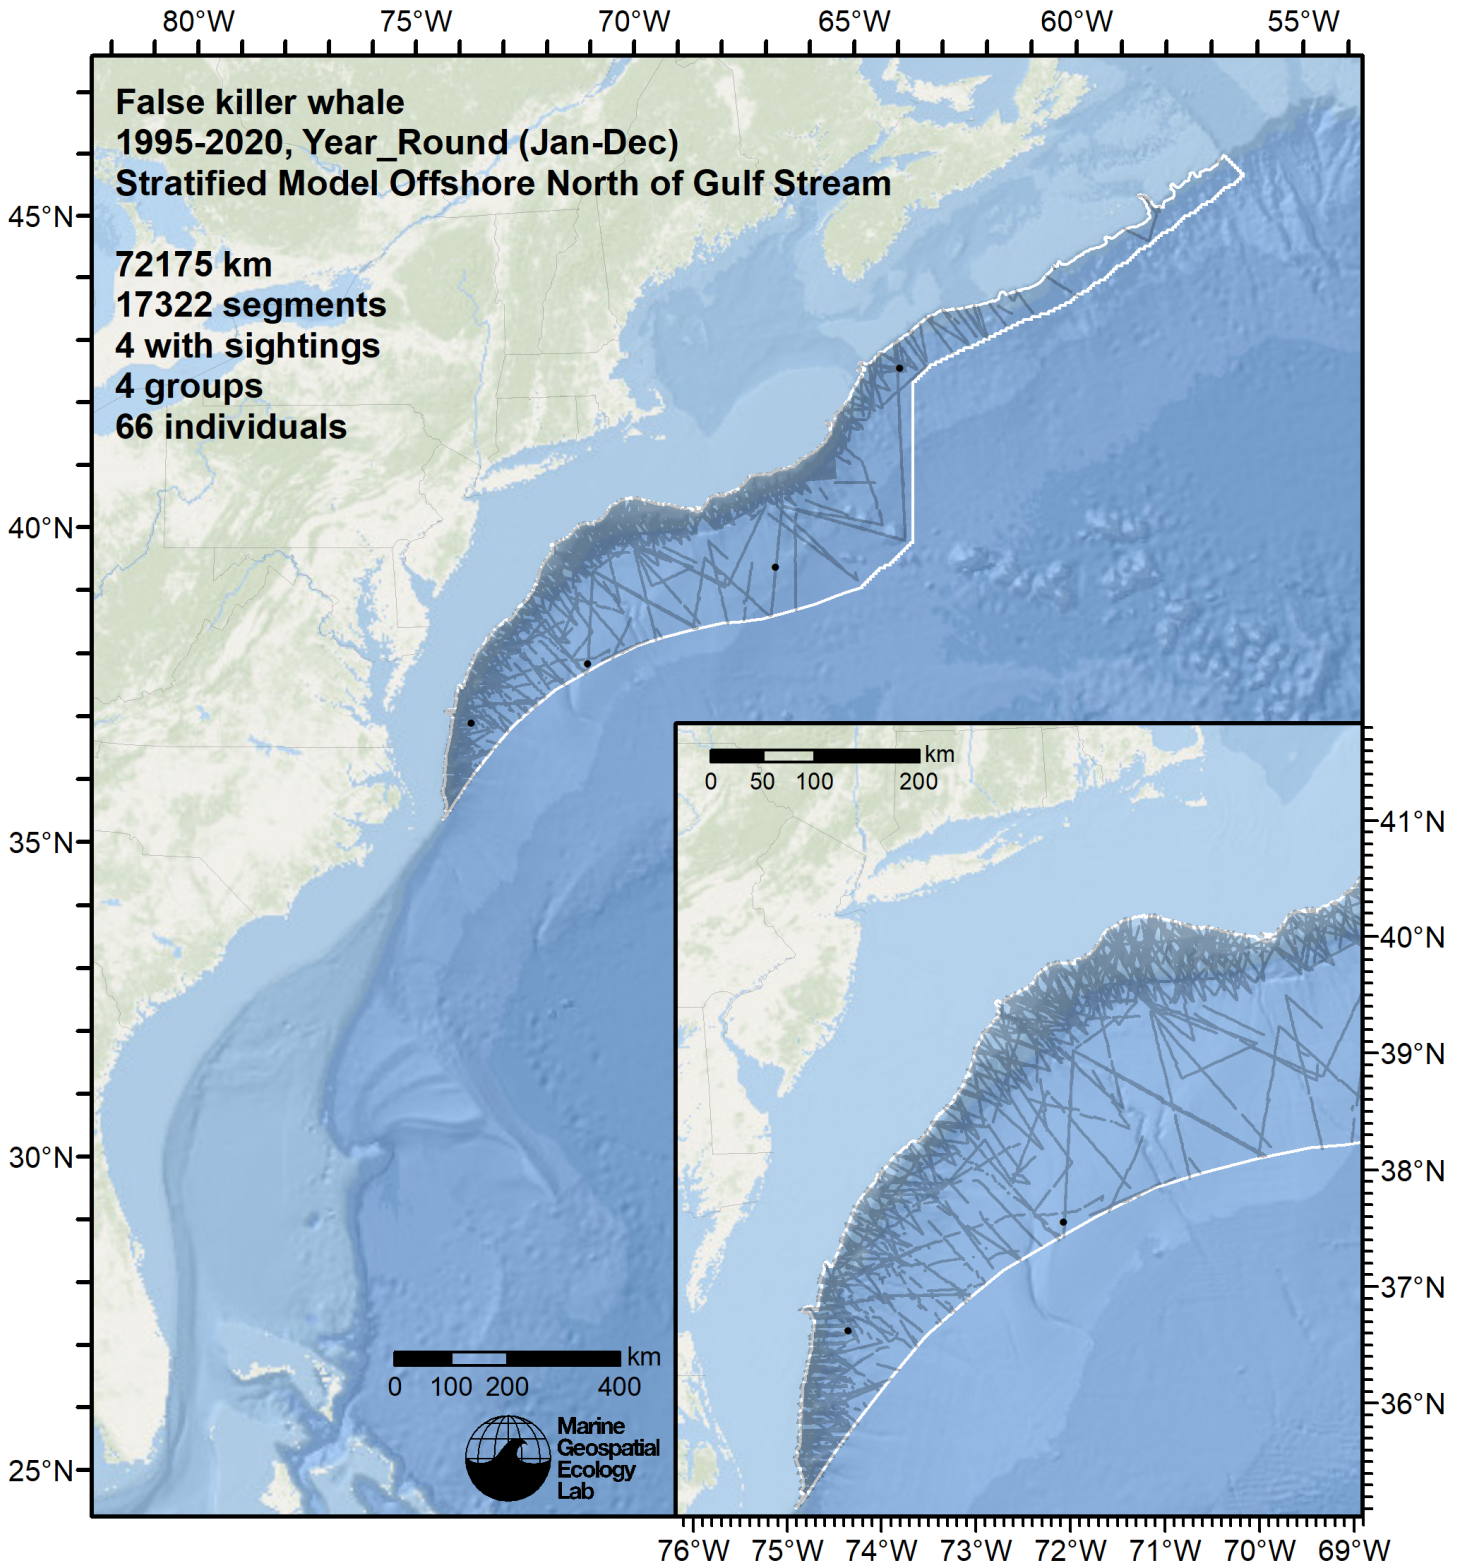 80°W 75°W 70°W 65°W 60°W 55°W
False killer whale
1995-2020, Year_Round (Jan-Dec)
Stratified Model Offshore North of Gulf Stream
45°N
72175 km
17322 segments
4 with sightings
4 groups
66 individuals
40°N
35°N
30°N
25°N
km
0 50 100 200
41°N
40°N
39°N
38°N
37°N
36°N
km
0 100 200 400
Marine
Geospatial
Ecology
Lab
76°W 75°W 74°W 73°W 72°W 71°W 70°W 69°W